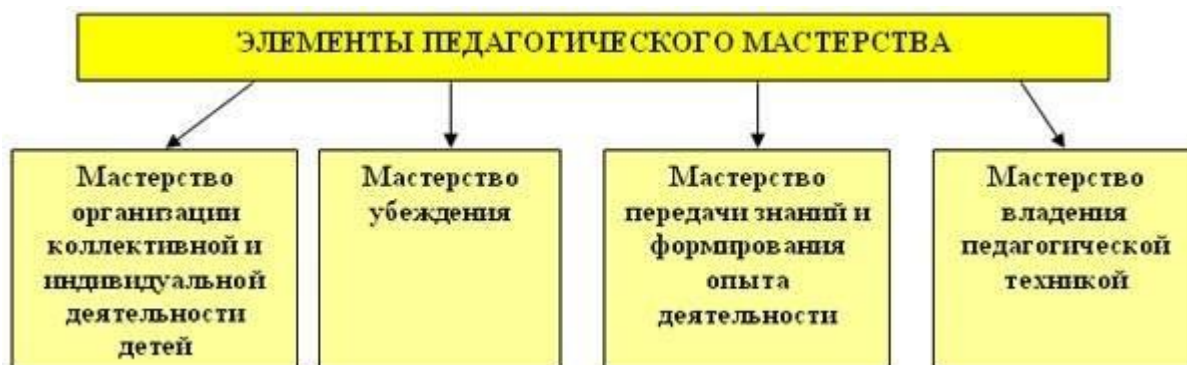 ЭЛЕМЕНТЫ ПЕДАГОГИЧЕСКОГО МАСТЕРСТВА
Мастерство
организации
коллективной и
индивидуальной
деятельности
детей
Мастерство
убеждения
Мастерство
передачи знаний и
формирования
опыта
деятельности
Мастерство
владения
педагогической
техникой